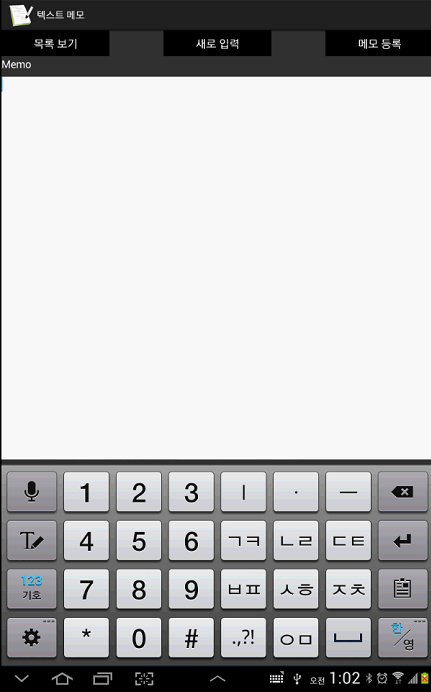 텍스트 메모
목록 보기 새로 입력 메모 등록
Memo
1 2 3 ㅣ · ㅡ
T 4 5 6 ㄱㅋ ㄴㄹ ㄷㅌ
123 기호 7 8 9 ㅂㅍ ㅅㅎ ㅈㅊ
* 0 # .,?! ㅇㅁ 한/영
오전 1:02